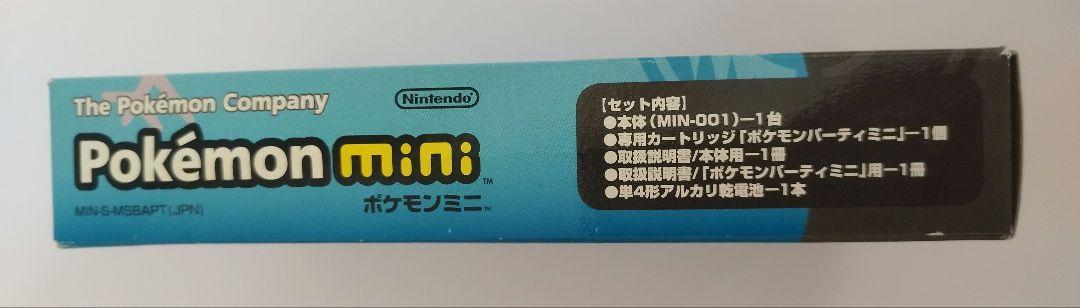 The Pokémon Company
Nintendo
Pokémon mini™
ポケモンミニ™
MIN-S-MSBAPT(JPN)
【セット内容】
●本体(MIN-001)ー1台
●専用カートリッジ「ポケモンパーティミニ」ー1個
●取扱説明書/本体用ー1冊
●取扱説明書/「ポケモンパーティミニ」用ー1冊
●単4形アルカリ乾電池ー1本